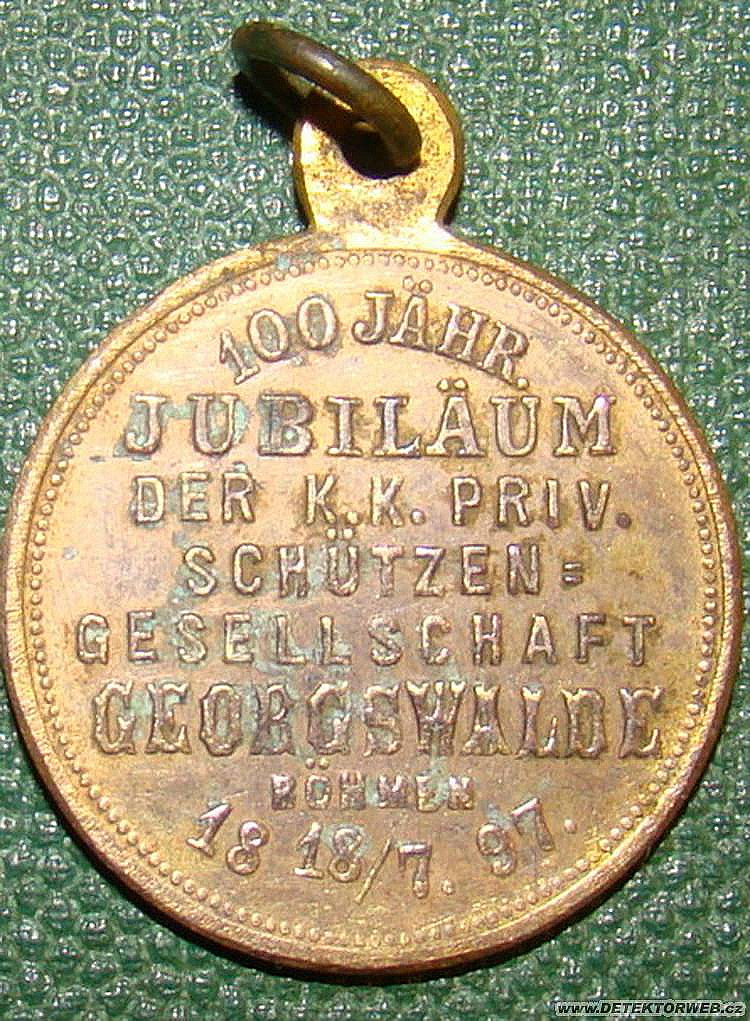 100 JÄHR.
JUBILÄUM
DER K.K. PRIV.
SCHÜTZEN=
GESELLSCHAFT
GEORGSWALDE
BÖHMEN
18 18/7. 97.
www.DETEKTORWEB.cz